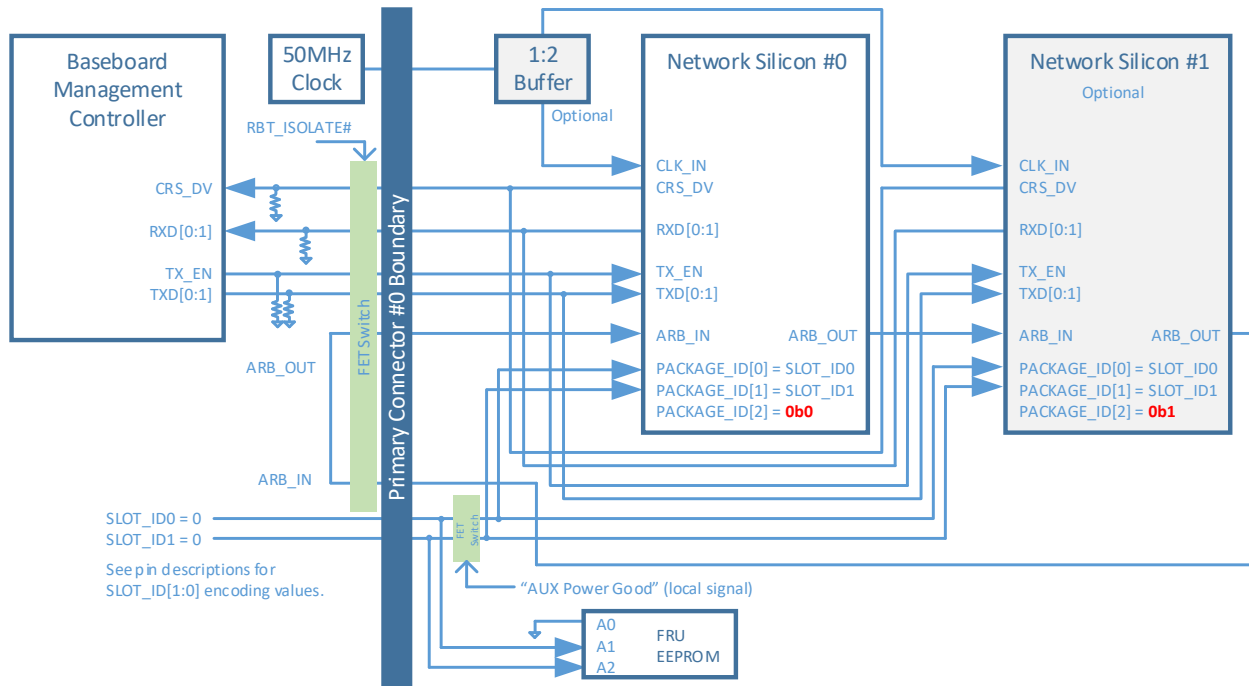 Baseboard
Management
Controller
CRS_DV
RXD[0:1]
TX_EN
TXD[0:1]
50MHz
Clock
RBT_ISOLATE#
FET Switch
Primary Connector #0 Boundary
ARB_OUT
ARB_IN
SLOT_ID0 = 0
SLOT_ID1 = 0
See pin descriptions for
SLOT_ID[1:0] encoding values.
1:2
Buffer
Optional
Network Silicon #0
CLK_IN
CRS_DV
RXD[0:1]
TX_EN
TXD[0:1]
ARB_IN ARB_OUT
PACKAGE_ID[0] = SLOT_ID0
PACKAGE_ID[1] = SLOT_ID1
PACKAGE_ID[2] = 0b0
Network Silicon #1
Optional
CLK_IN
CRS_DV
RXD[0:1]
TX_EN
TXD[0:1]
ARB_IN ARB_OUT
PACKAGE_ID[0] = SLOT_ID0
PACKAGE_ID[1] = SLOT_ID1
PACKAGE_ID[2] = 0b1
FET
Switch
“AUX Power Good” (local signal)
A0
A1
A2
FRU
EEPROM